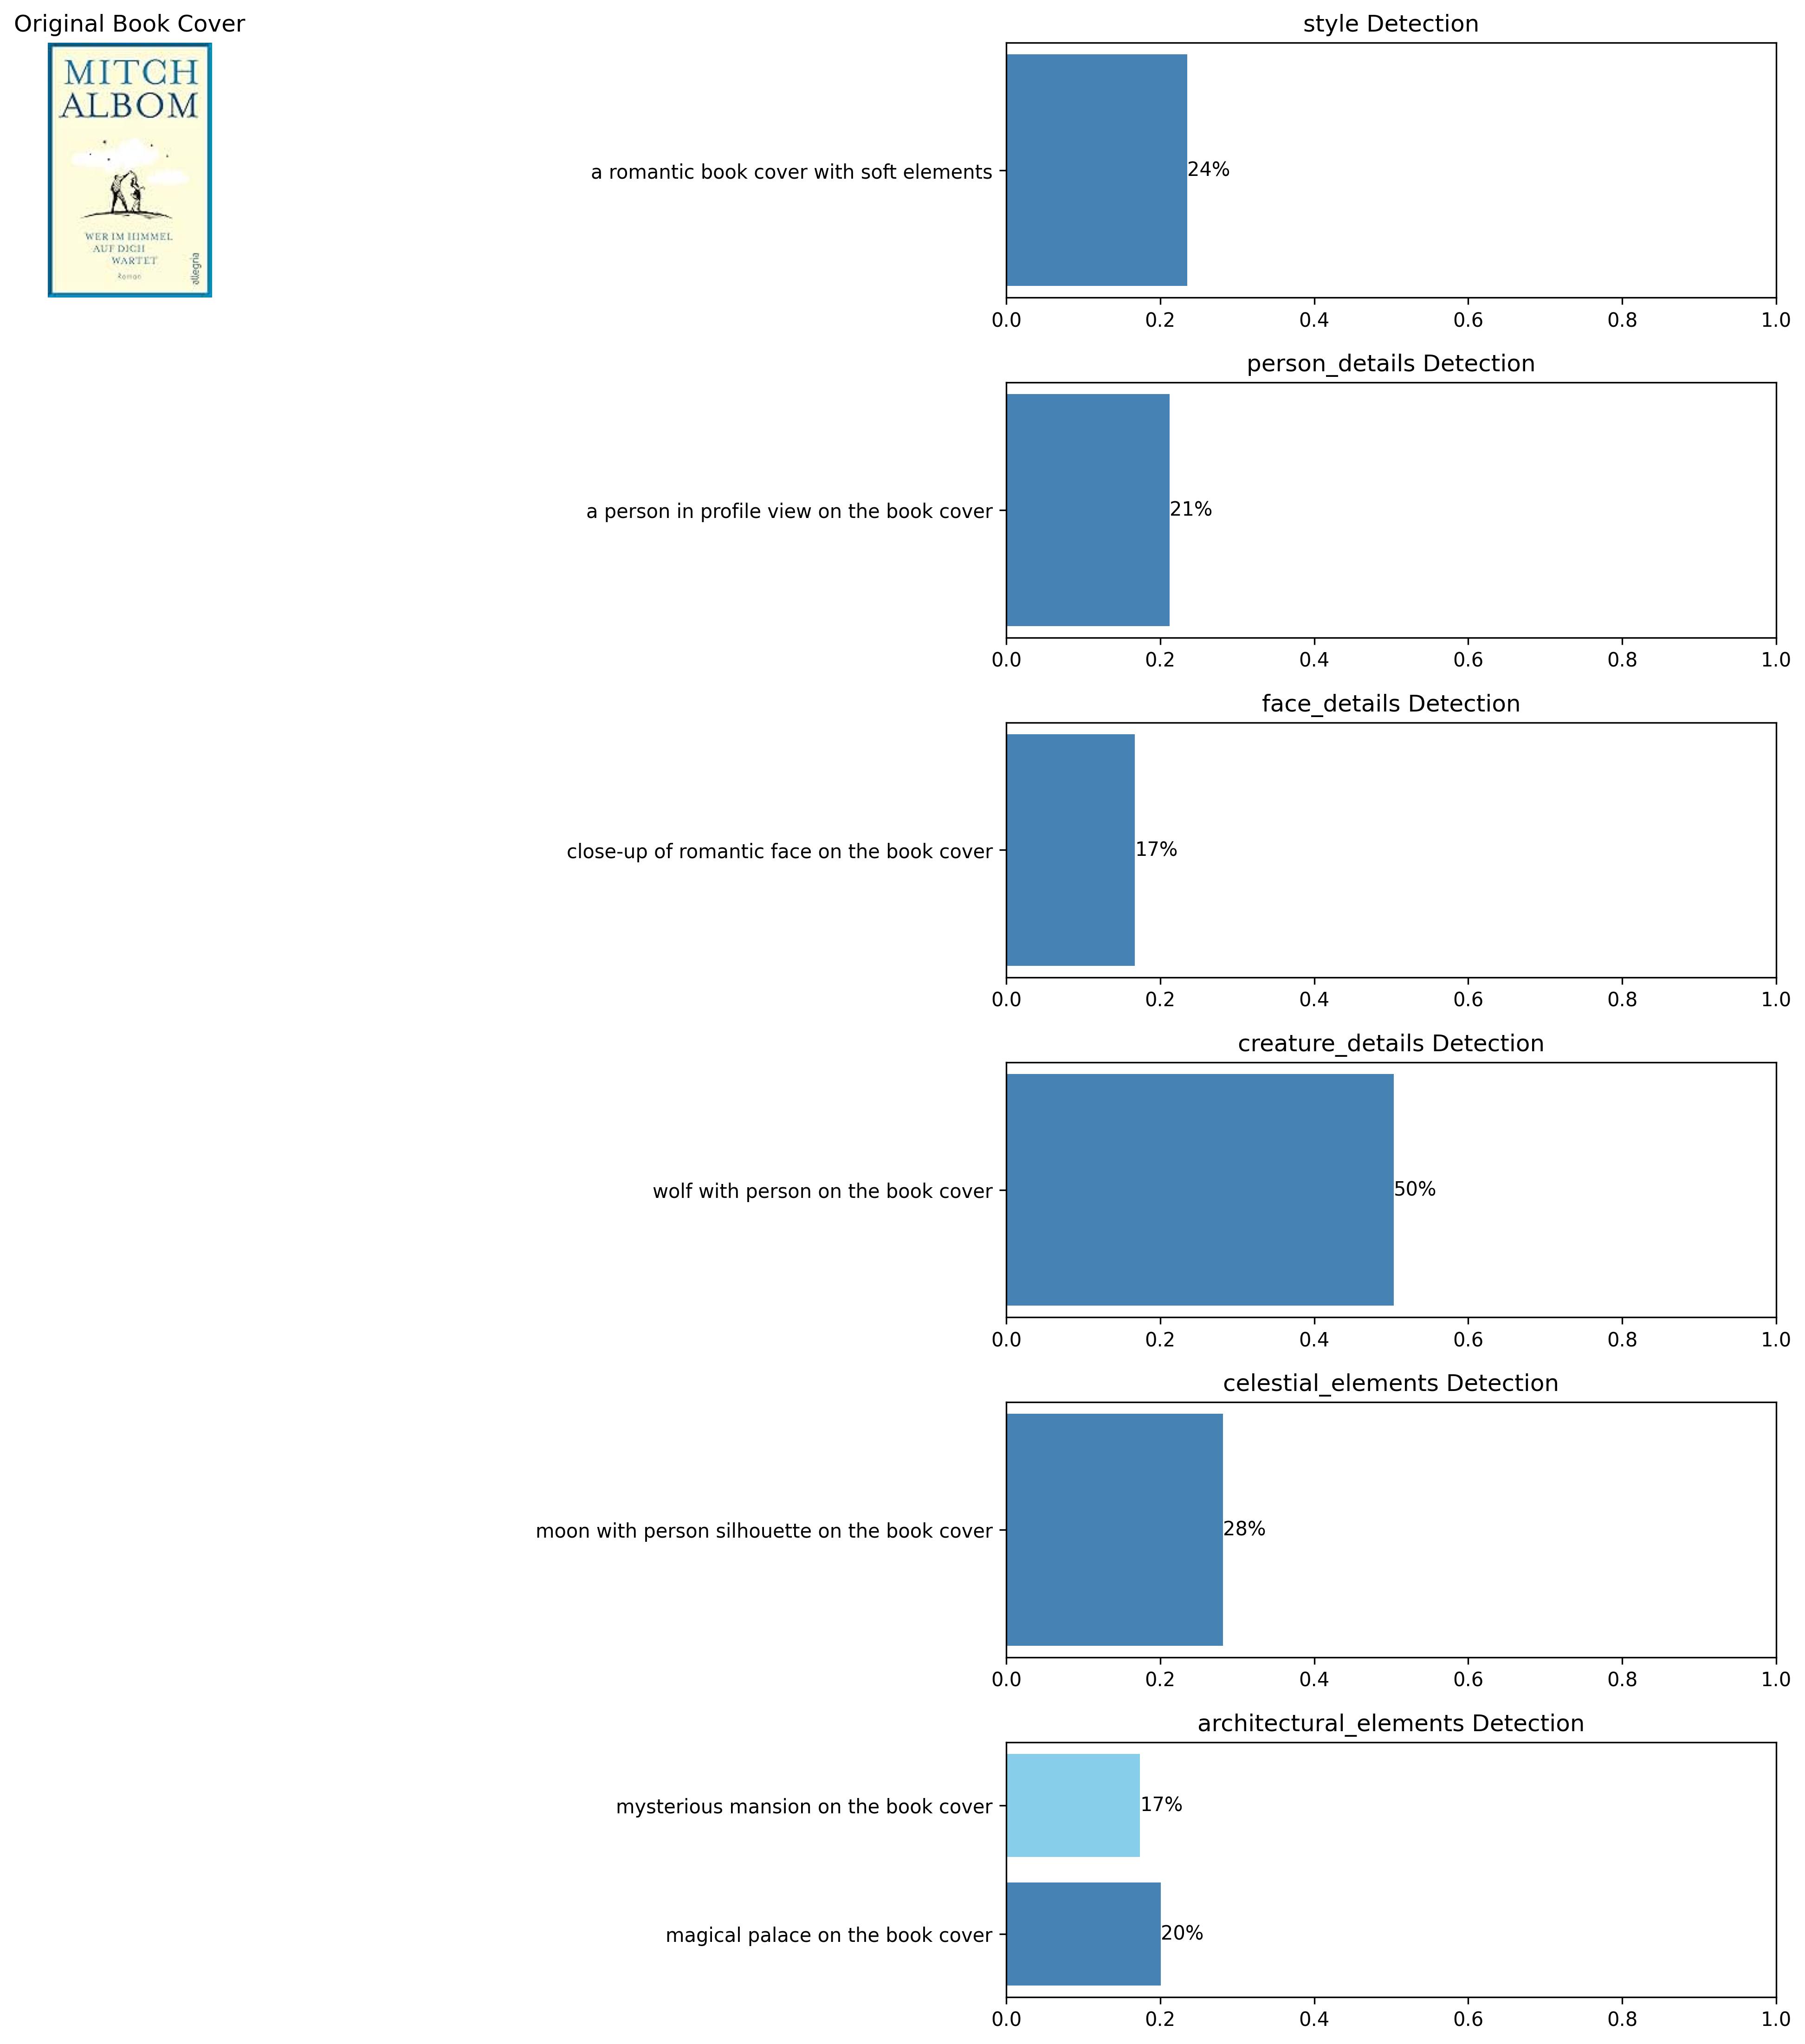 Original Book Cover
MITCH
ALBOM
WER IM HIMMEL
AUF DICH
WARTET
Roman
allegria
style Detection
a romantic book cover with soft elements
24%
0.0 0.2 0.4 0.6 0.8 1.0
person_details Detection
a person in profile view on the book cover
21%
0.0 0.2 0.4 0.6 0.8 1.0
face_details Detection
close-up of romantic face on the book cover
17%
0.0 0.2 0.4 0.6 0.8 1.0
creature_details Detection
wolf with person on the book cover
50%
0.0 0.2 0.4 0.6 0.8 1.0
celestial_elements Detection
moon with person silhouette on the book cover
28%
0.0 0.2 0.4 0.6 0.8 1.0
architectural_elements Detection
mysterious mansion on the book cover
17%
magical palace on the book cover
20%
0.0 0.2 0.4 0.6 0.8 1.0